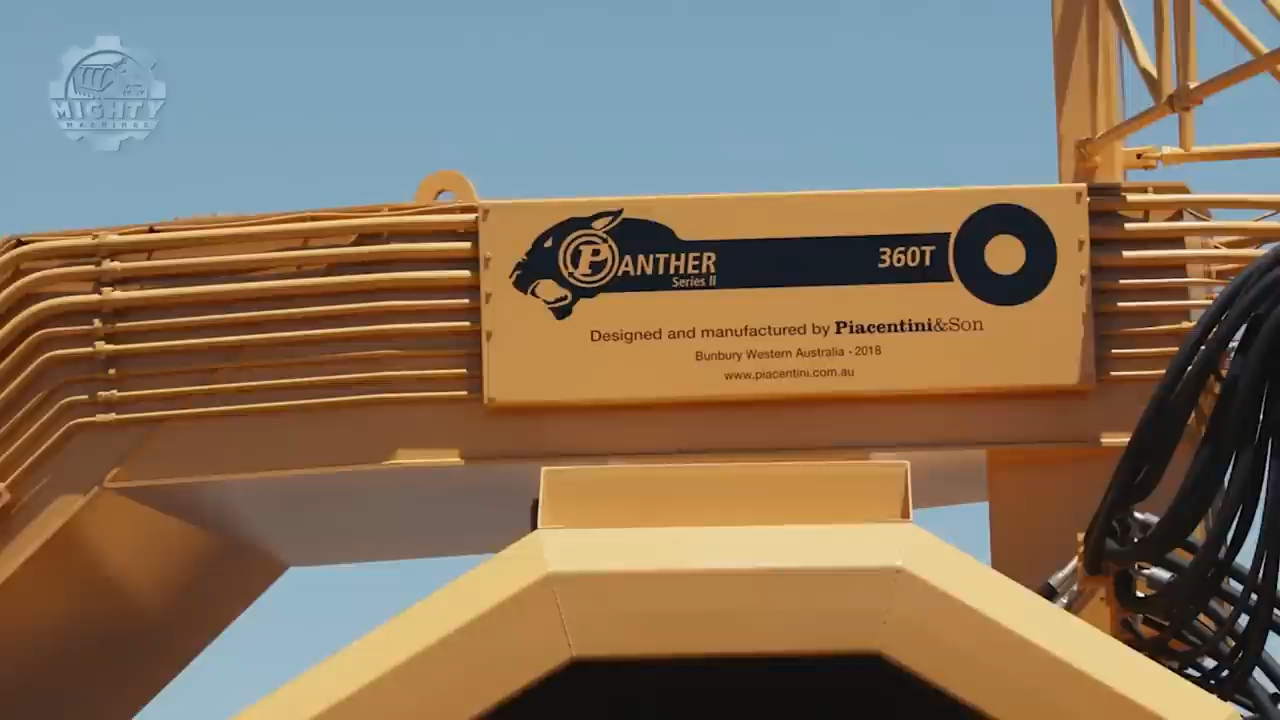 MIGHTY
MACHINES
PANTHER
360T
Series II
Designed and manufactured by Piacentini&Son
Bunbury Western Australia - 2018
www.piacentini.com.au